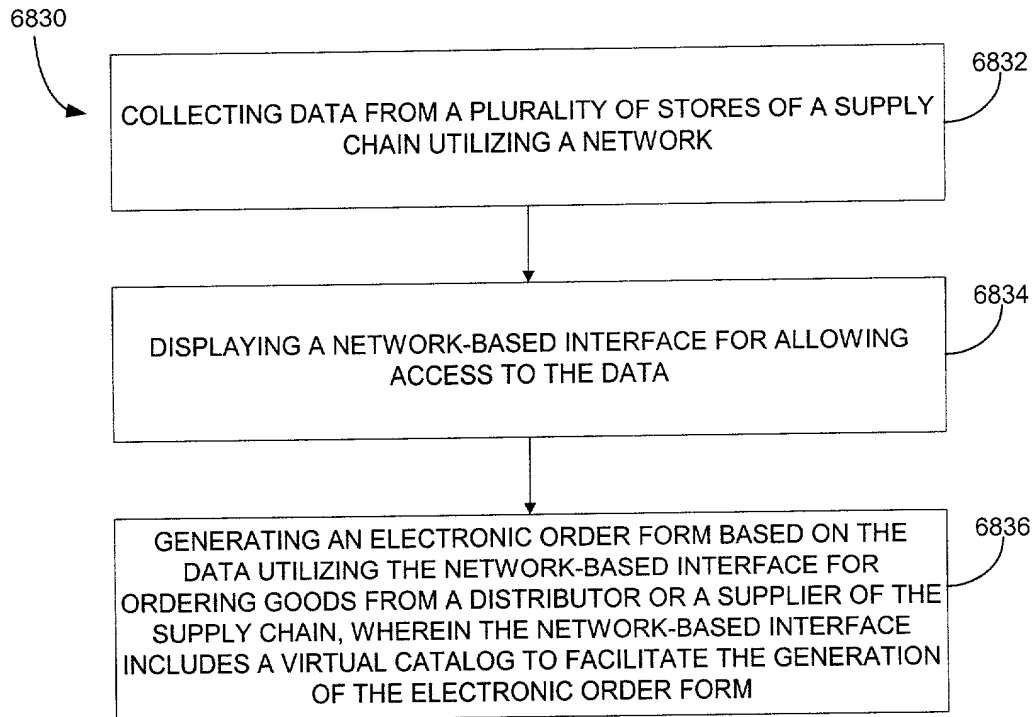 6830
6832
COLLECTING DATA FROM A PLURALITY OF STORES OF A SUPPLY
CHAIN UTILIZING A NETWORK
6834
DISPLAYING A NETWORK-BASED INTERFACE FOR ALLOWING
ACCESS TO THE DATA
6836
GENERATING AN ELECTRONIC ORDER FORM BASED ON THE
DATA UTILIZING THE NETWORK-BASED INTERFACE FOR
ORDERING GOODS FROM A DISTRIBUTOR OR A SUPPLIER OF THE
SUPPLY CHAIN, WHEREIN THE NETWORK-BASED INTERFACE
INCLUDES A VIRTUAL CATALOG TO FACILITATE THE GENERATION
OF THE ELECTRONIC ORDER FORM